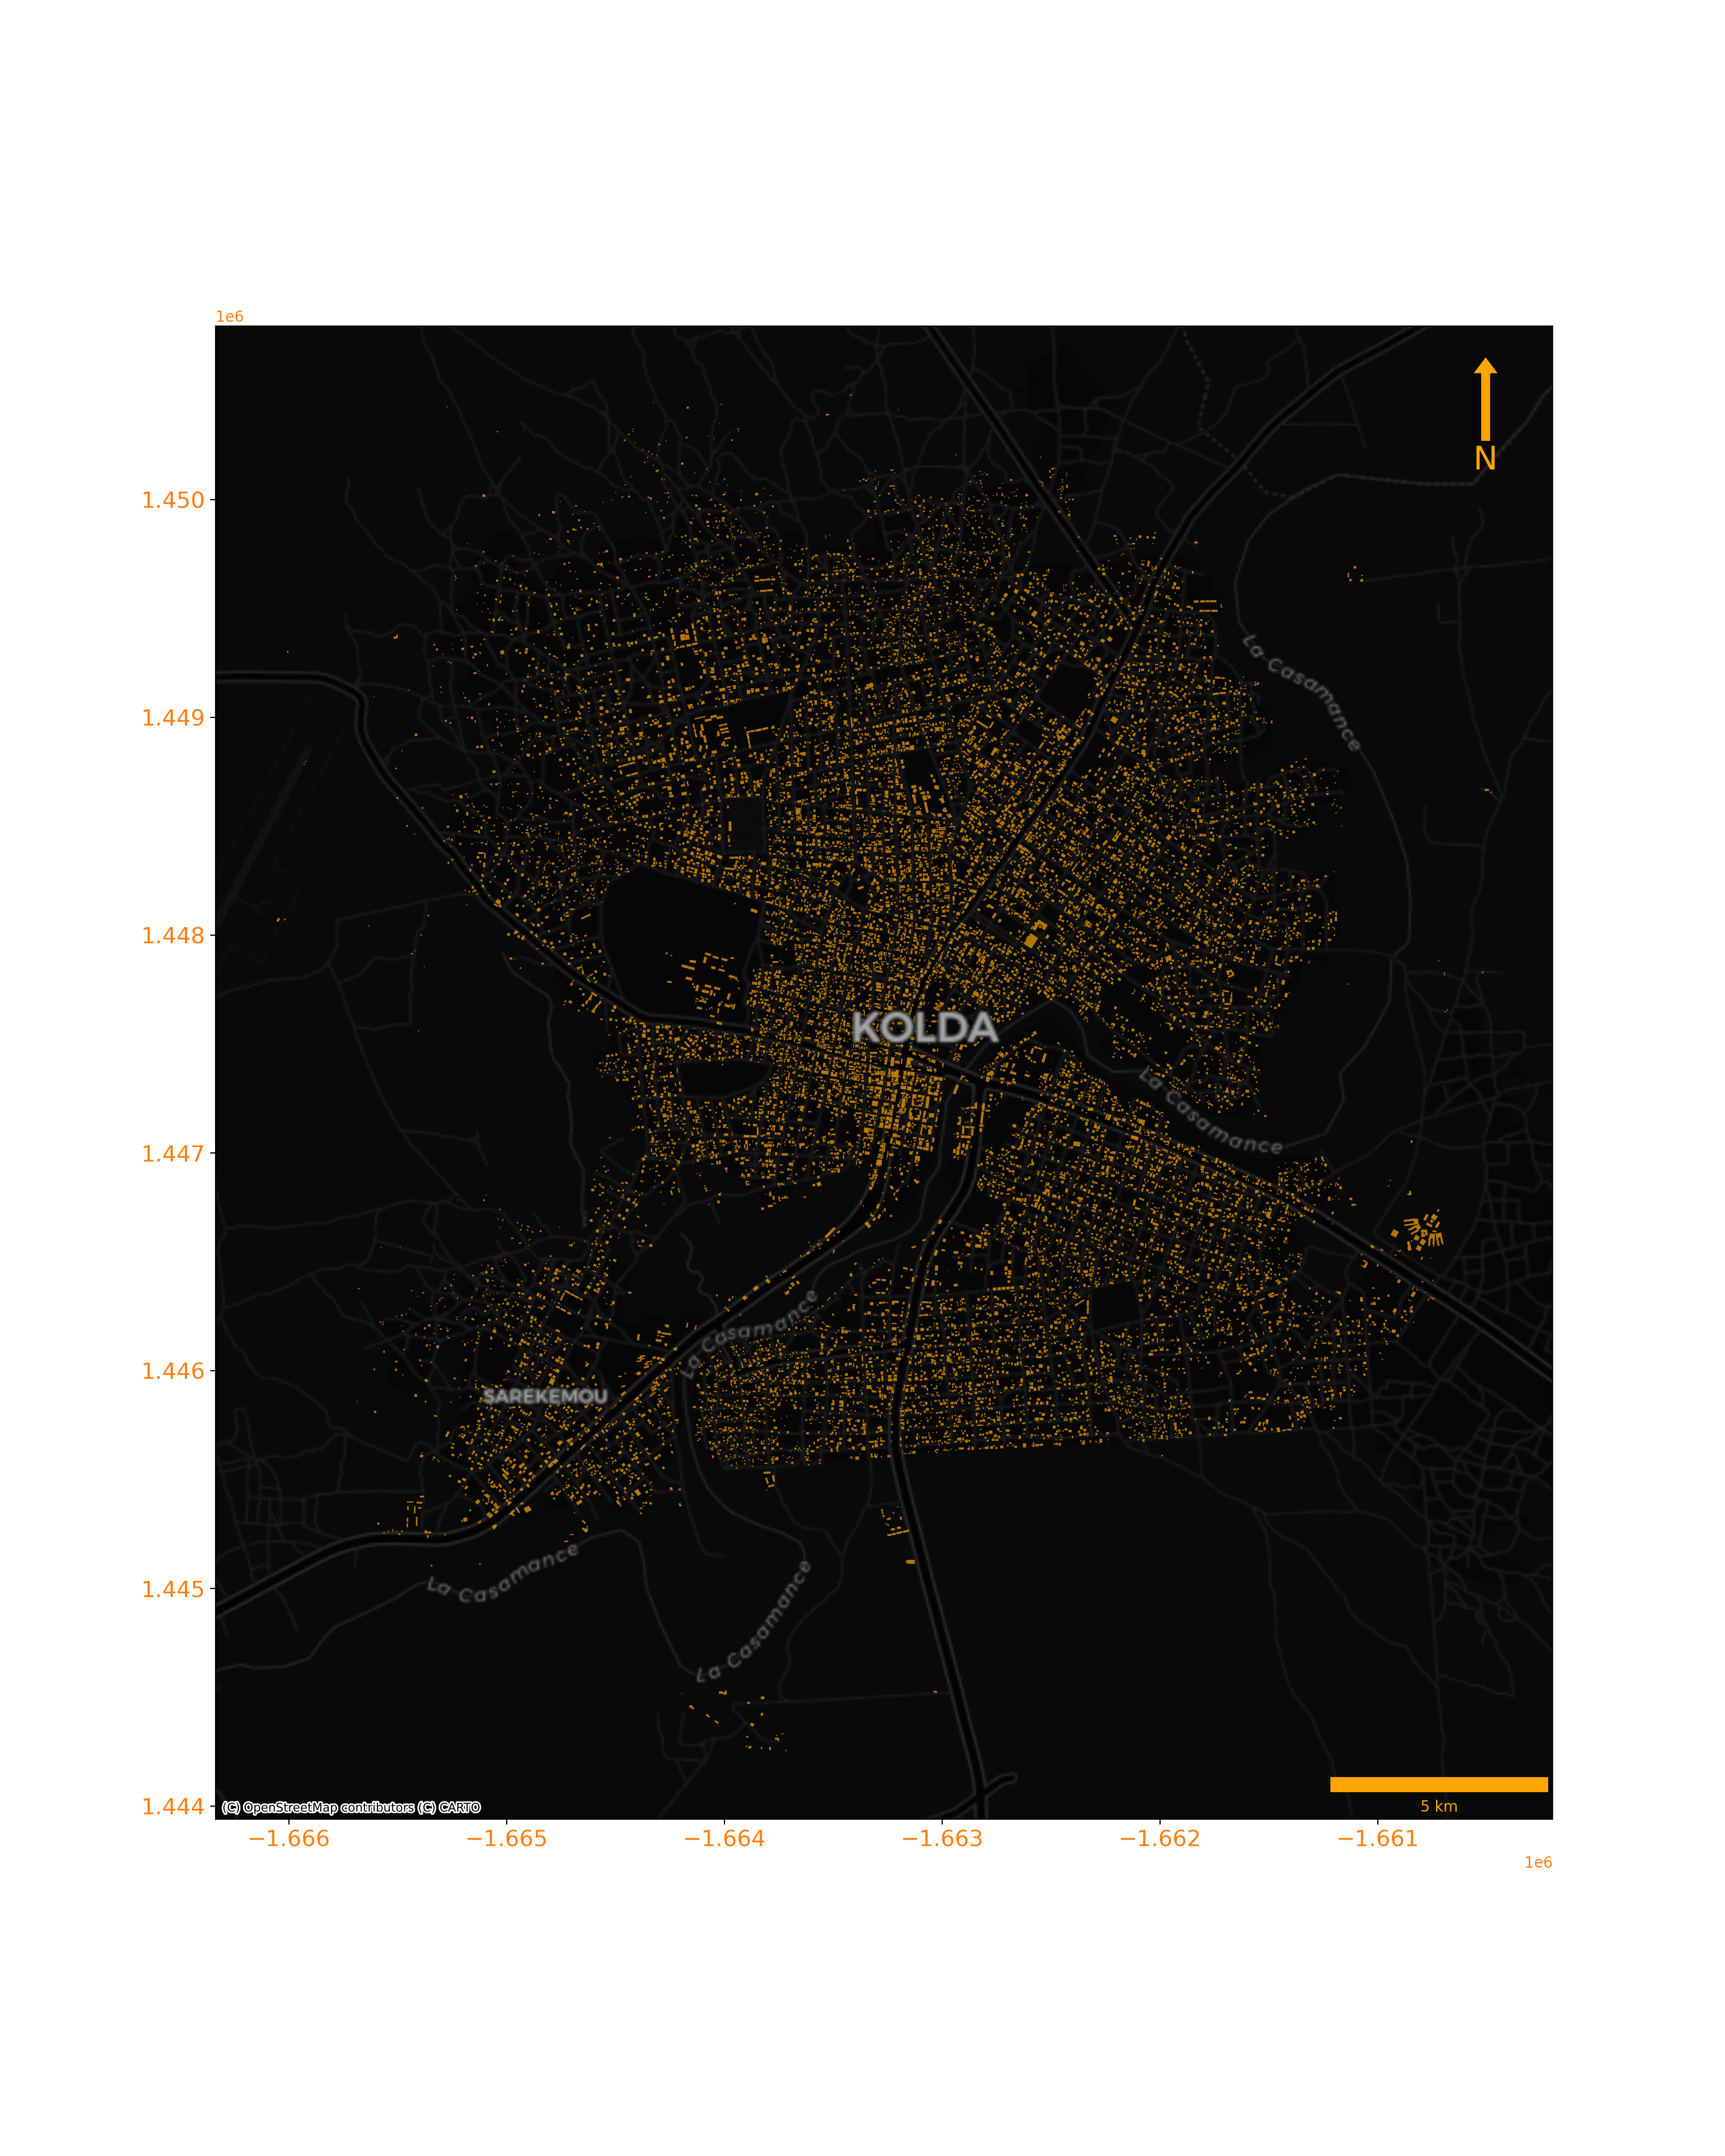 1e6
N
1.450
La Casamance
1.449
1.448
KOLDA
La Casamance
1.447
La Casamance
1.446
SAREKEMOU
La Casamance
1.445
La Casamance
1.444
(C) OpenStreetMap contributors (C) CARTO
5 km
−1.666 −1.665 −1.664 −1.663 −1.662 −1.661
1e6